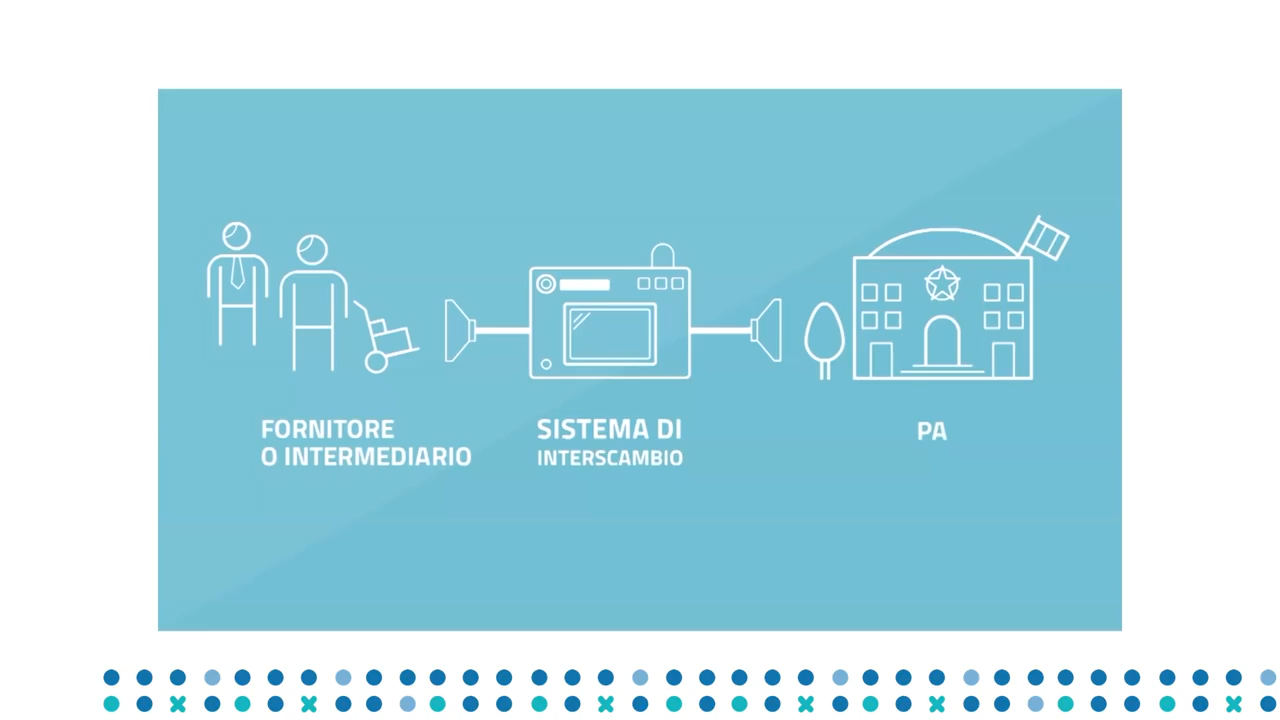 FORNITORE
O INTERMEDIARIO
SISTEMA DI
INTERSCAMBIO
PA